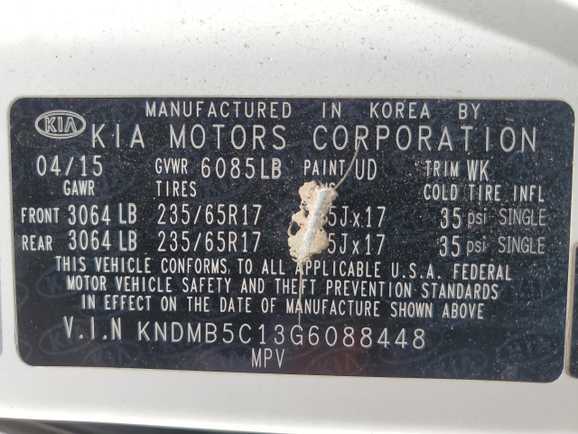 MANUFACTURED IN KOREA BY
KIA KIA MOTORS CORPORATION
04/15 GVWR 6085LB PAINT UD TRIM WK
GAWR TIRES COLD TIRE INFL
FRONT 3064 LB 235/65R17 5Jx17 35 psi SINGLE
REAR 3064 LB 235/65R17 5Jx17 35 psi SINGLE
THIS VEHICLE CONFORMS TO ALL APPLICABLE U.S.A. FEDERAL
MOTOR VEHICLE SAFETY AND THEFT PREVENTION STANDARDS
IN EFFECT ON THE DATE OF MANUFACTURE SHOWN ABOVE
V.I.N KNDMB5C13G6088448
MPV